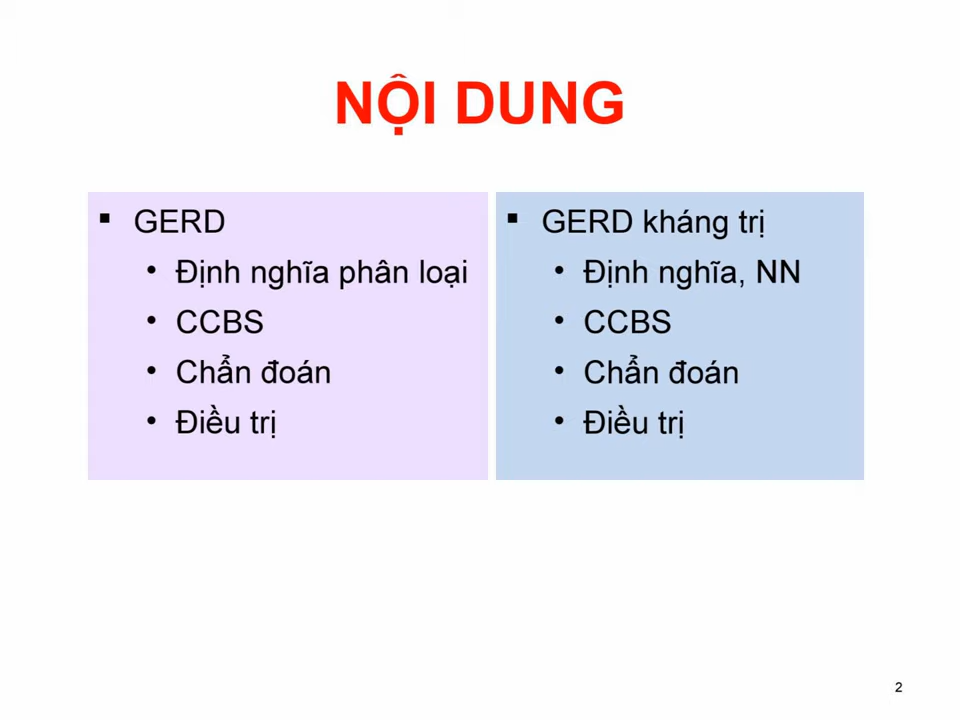 NỘI DUNG
▪ GERD
• Định nghĩa phân loại
• CCBS
• Chẩn đoán
• Điều trị
▪ GERD kháng trị
• Định nghĩa, NN
• CCBS
• Chẩn đoán
• Điều trị
2